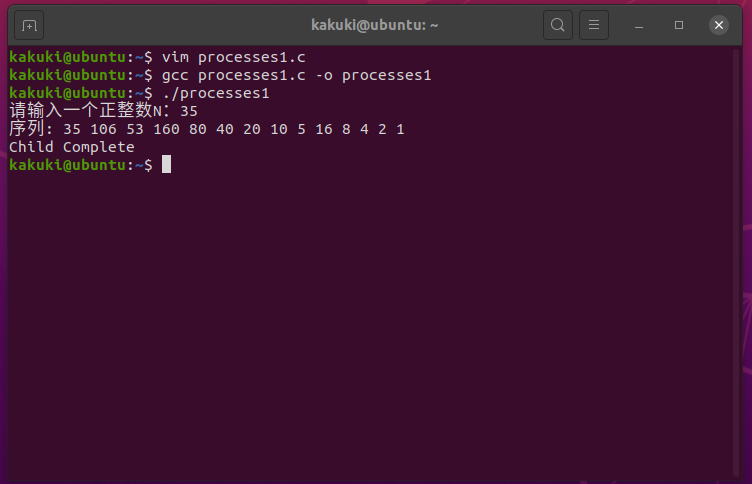 kakuki@ubuntu: ~
kakuki@ubuntu:~$ vim processes1.c
kakuki@ubuntu:~$ gcc processes1.c -o processes1
kakuki@ubuntu:~$ ./processes1
请输入一个正整数N：35
序列: 35 106 53 160 80 40 20 10 5 16 8 4 2 1
Child Complete
kakuki@ubuntu:~$